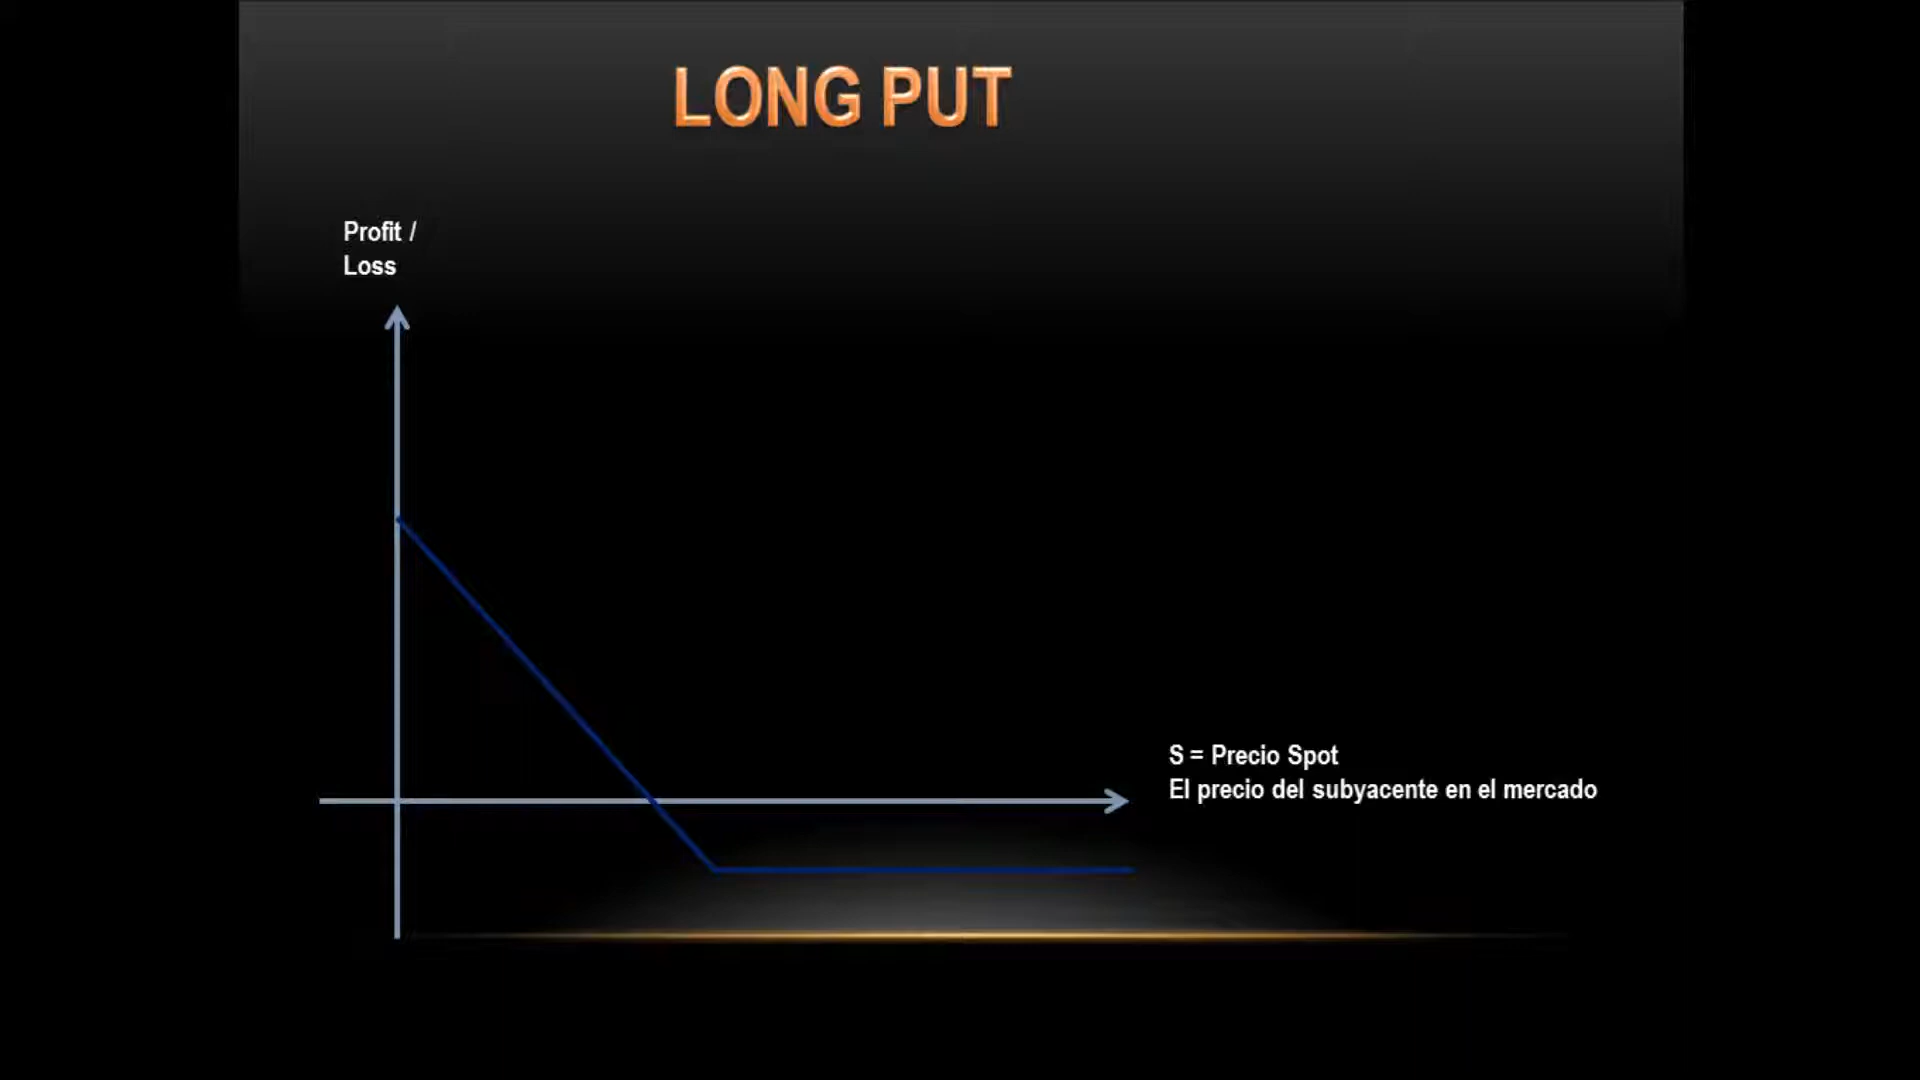 LONG PUT
Profit /
Loss
S = Precio Spot
El precio del subyacente en el mercado